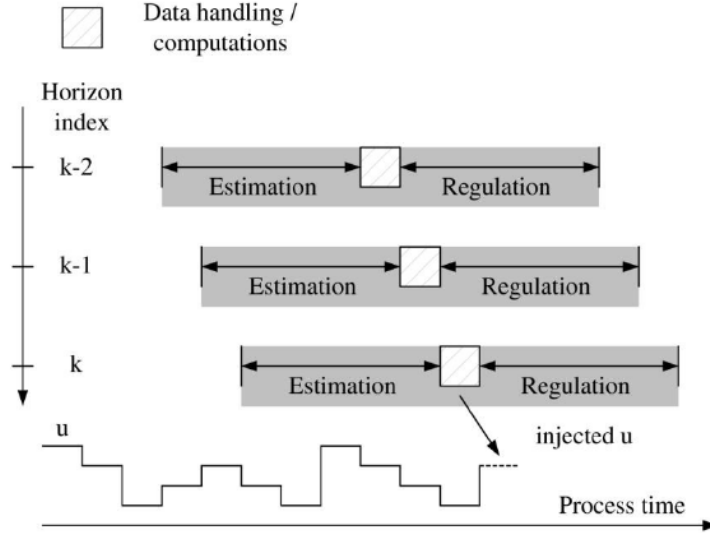 Data handling /
computations
Horizon
index
k-2
Estimation
Regulation
k-1
Estimation
Regulation
k
Estimation
Regulation
u
injected u
Process time